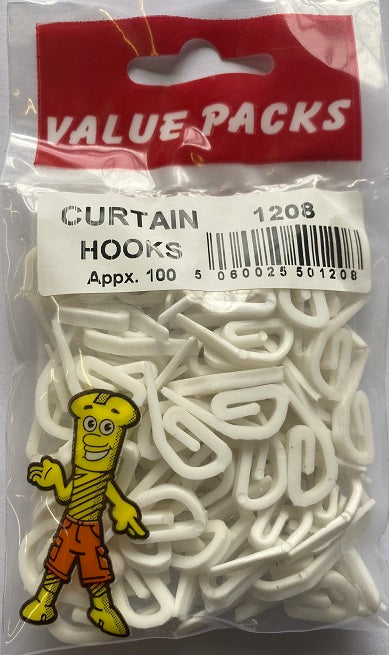 VALUE PACKS
CURTAIN 1208
HOOKS
Appx. 100 5 060025 501208